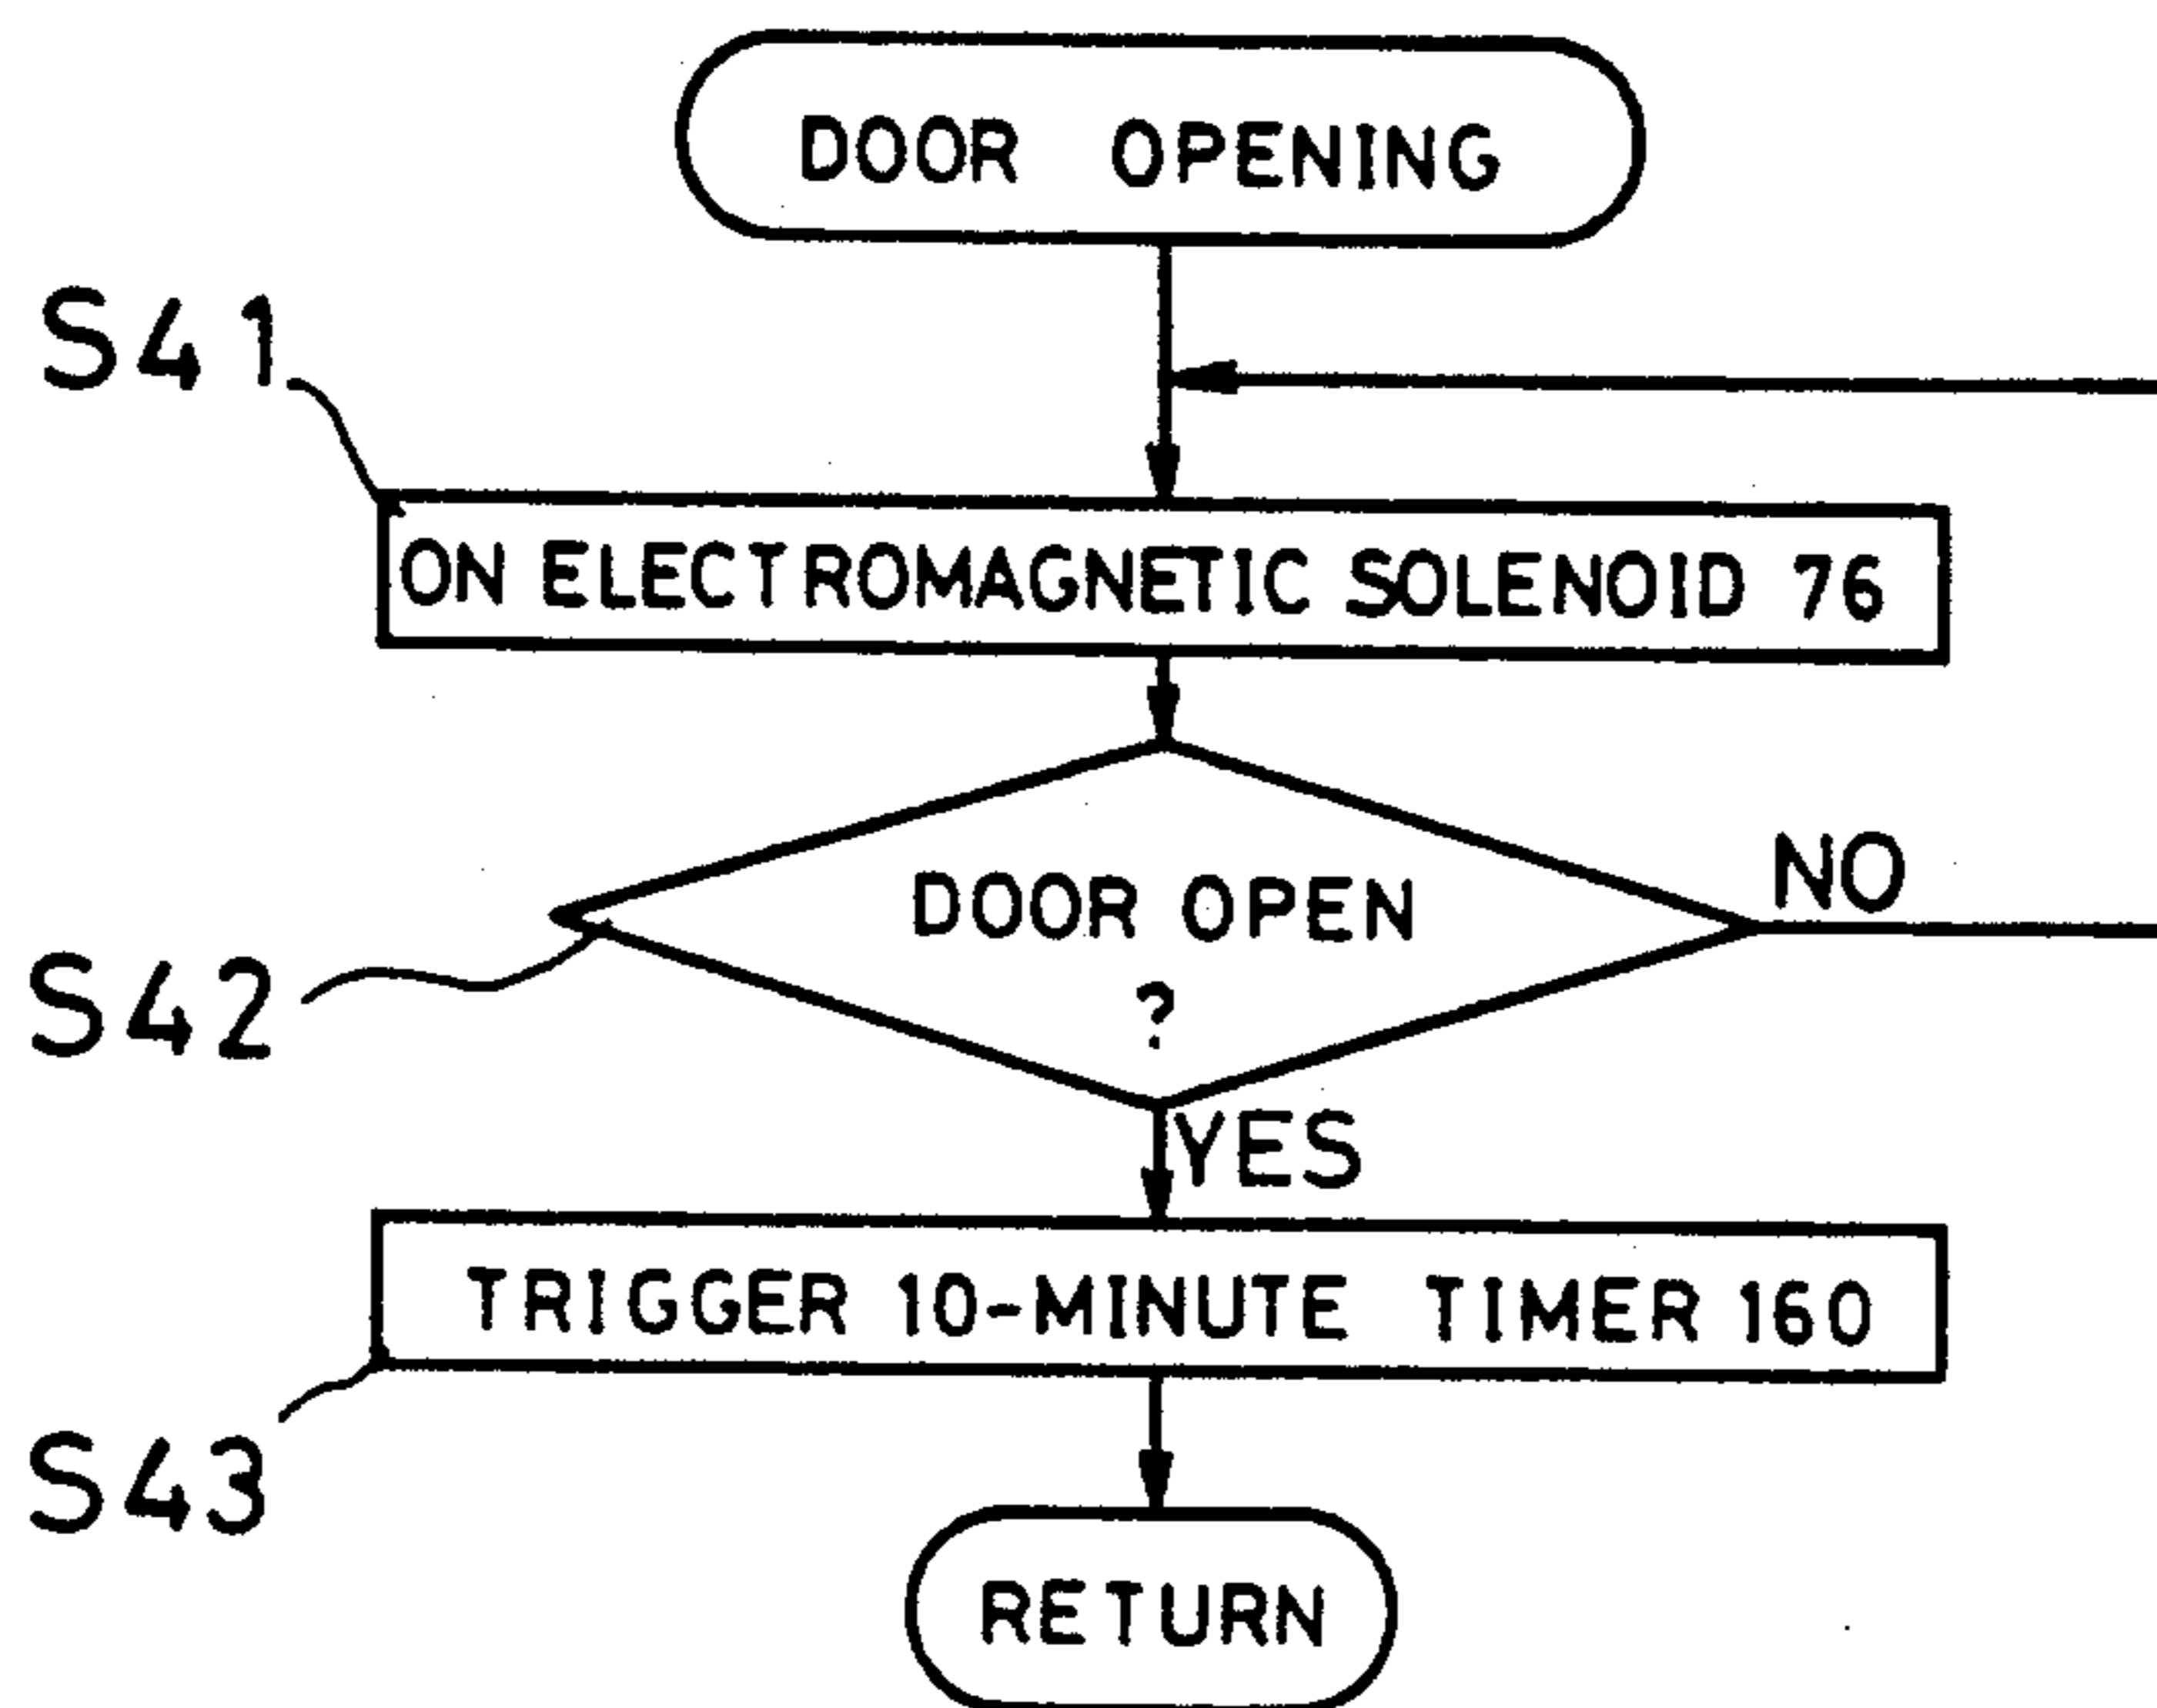 DOOR OPENING
S41
ON ELECTROMAGNETIC SOLENOID 76
DOOR OPEN
?
NO
S42
YES
TRIGGER 10-MINUTE TIMER 160
S43
RETURN